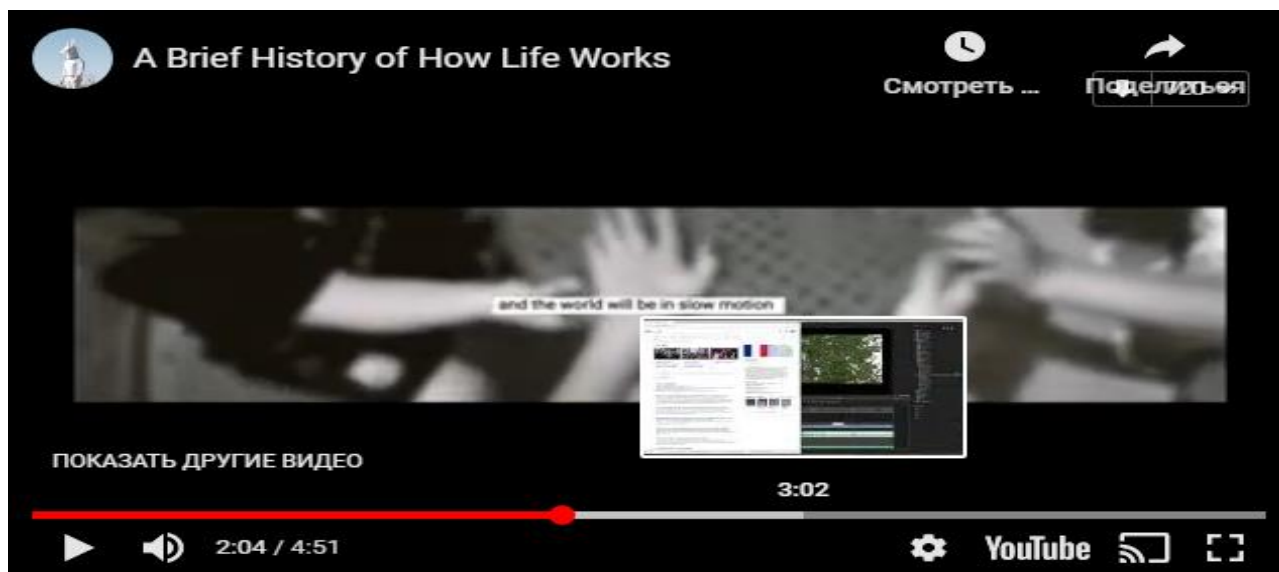 A Brief History of How Life Works
Смотреть ...
Поделиться
720
and the world will be in slow motion
ПОКАЗАТЬ ДРУГИЕ ВИДЕО
3:02
2:04 / 4:51
YouTube